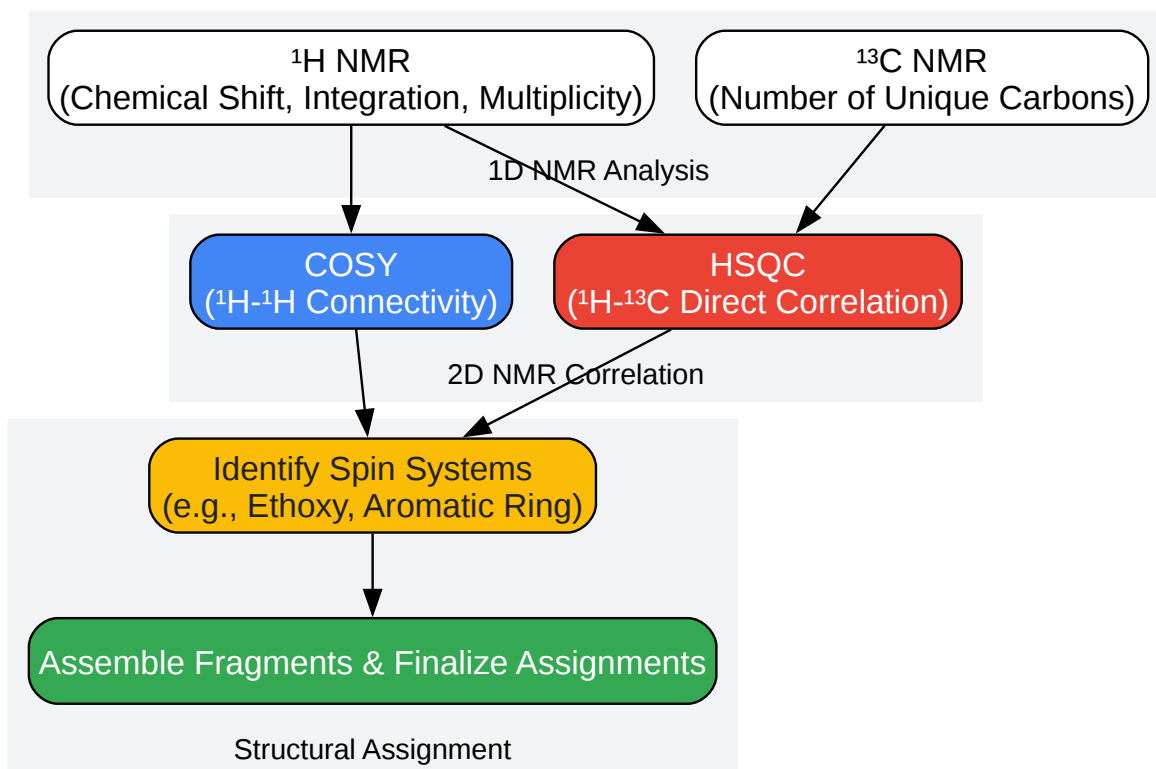 ¹H NMR
(Chemical Shift, Integration, Multiplicity)
¹³C NMR
(Number of Unique Carbons)
1D NMR Analysis
COSY
(¹H-¹H Connectivity)
HSQC
(¹H-¹³C Direct Correlation)
2D NMR Correlation
Identify Spin Systems
(e.g., Ethoxy, Aromatic Ring)
Assemble Fragments & Finalize Assignments
Structural Assignment